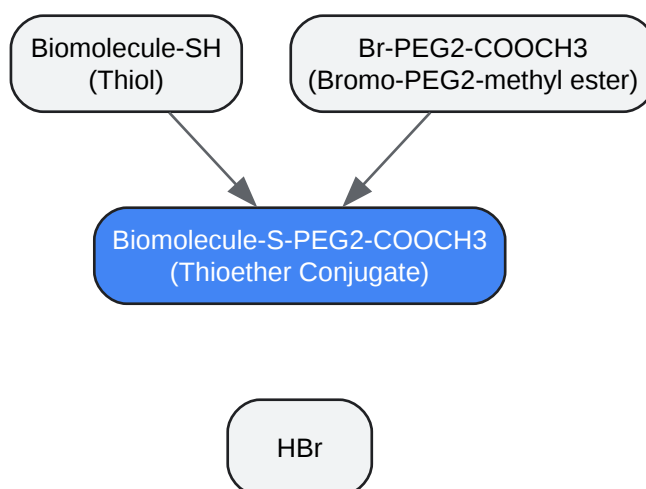 Biomolecule-SH
(Thiol)
Br-PEG2-COOCH3
(Bromo-PEG2-methyl ester)
Biomolecule-S-PEG2-COOCH3
(Thioether Conjugate)
HBr